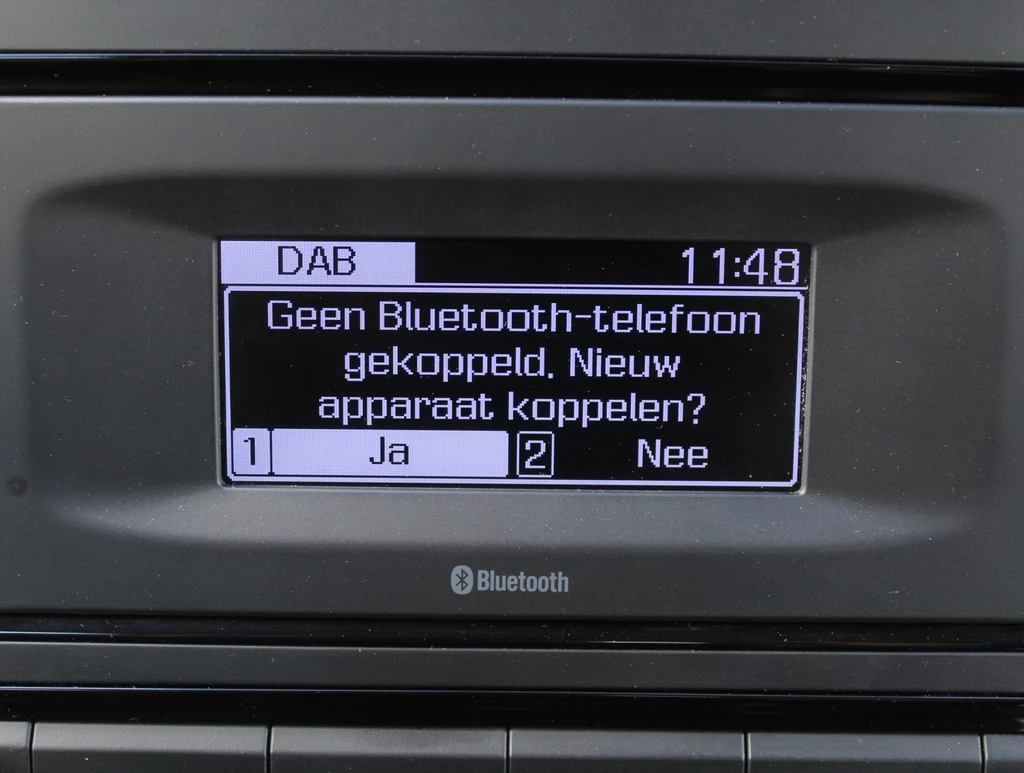 DAB 11:48
Geen Bluetooth-telefoon
gekoppeld. Nieuw
apparaat koppelen?
1 Ja 2 Nee
Bluetooth